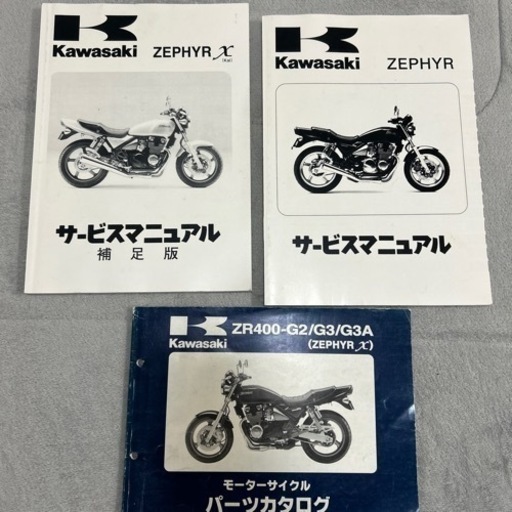 Kawasaki ZEPHYR χ
サービスマニュアル
補足版
Kawasaki ZEPHYR
サービスマニュアル
Kawasaki
ZR400-G2/G3/G3A
(ZEPHYR χ)
モーターサイクル
パーツカタログ